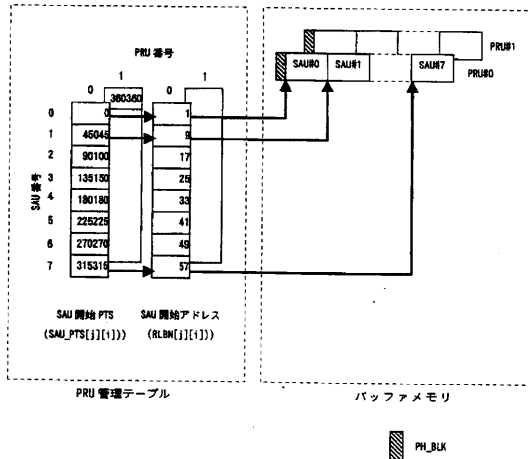 PRU 番号
0 1 0 1
360360
0 0 1
1 45045 9
2 90100 17
3 135150 25
4 180180 33
5 225225 41
6 270270 49
7 315315 57
SAU 番号
SAU 開始 PTS SAU 開始アドレス
(SAU_PTS[j][i])) (RLBN[j][i]))
PRU 管理テーブル
PRU#1
SAU#0 SAU#1 SAU#7 PRU#0
バッファメモリ
PH_BLK